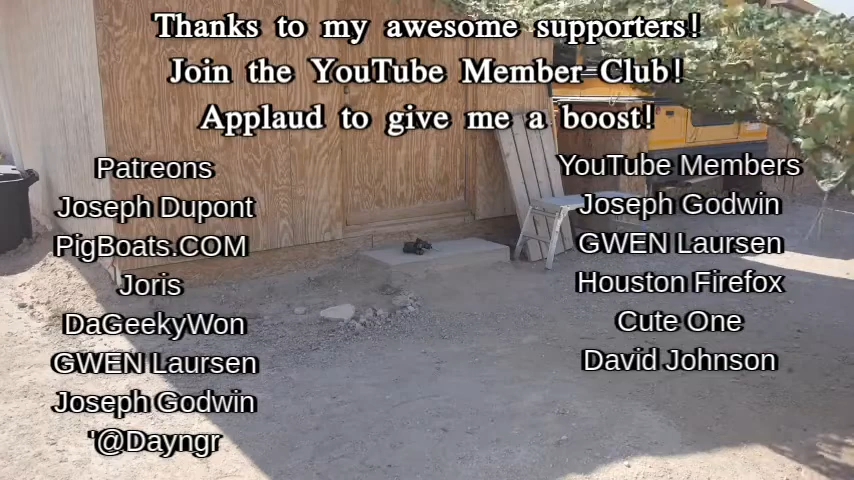 Thanks to my awesome supporters!
Join the YouTube Member Club!
Applaud to give me a boost!
Patreons
Joseph Dupont
PigBoats.COM
Joris
DaGeekyWon
GWEN Laursen
Joseph Godwin
'@Dayngr
YouTube Members
Joseph Godwin
GWEN Laursen
Houston Firefox
Cute One
David Johnson